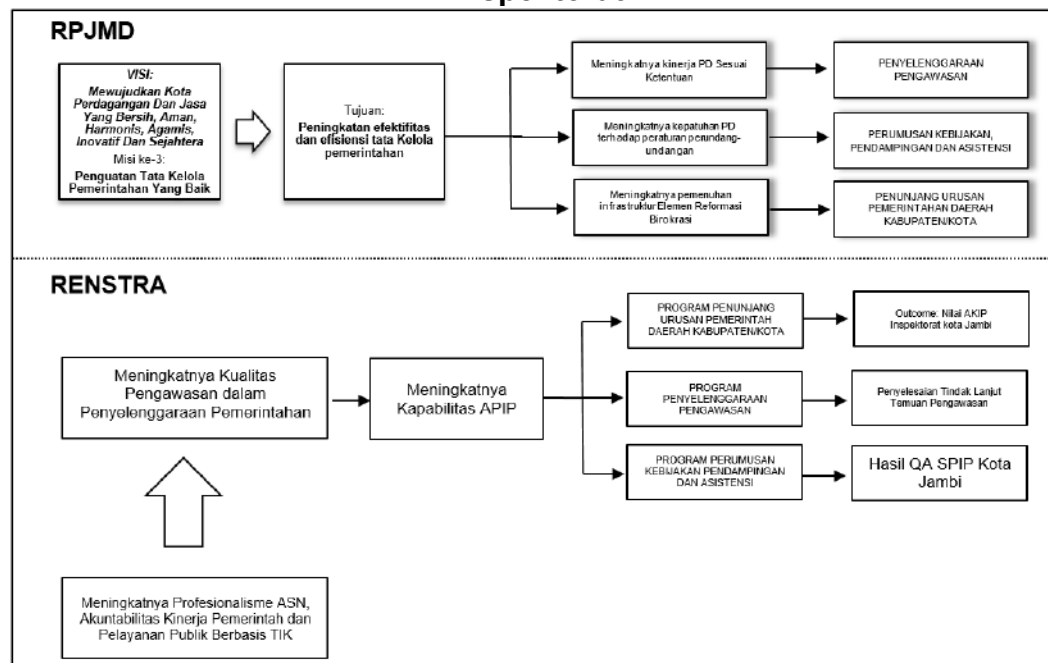 RPJMD
VISI:
Mewujudkan Kota
Perdagangan Dan Jasa
Yang Bersih, Aman,
Harmonis, Agamis,
Inovatif Dan Sejahtera
Misi ke-3:
Penguatan Tata Kelola
Pemerintahan Yang Baik
Tujuan:
Peningkatan efektifitas
dan efisiensi tata Kelola
pemerintahan
Meningkatnya kinerja PD Sesuai
Ketentuan
PENYELENGGARAAN
PENGAWASAN
Meningkatnya kepatuhan PD
terhadap peraturan perundang-
undangan
PERUMUSAN KEBIJAKAN,
PENDAMPINGAN DAN ASISTENSI
Meningkatnya pemenuhan
infrastruktur Elemen Reformasi
Birokrasi
PENUNJANG URUSAN
PEMERINTAHAN DAERAH
KABUPATEN/KOTA
RENSTRA
Meningkatnya Kualitas
Pengawasan dalam
Penyelenggaraan Pemerintahan
Meningkatnya
Kapabilitas APIP
PROGRAM PENUNJANG
URUSAN PEMERINTAH
DAERAH KABUPATEN/KOTA
Outcome: Nilai AKIP
Inspektorat kota Jambi
PROGRAM
PENYELENGGARAAN
PENGAWASAN
Penyelesaian Tindak Lanjut
Temuan Pengawasan
PROGRAM PERUMUSAN
KEBIJAKAN PENDAMPINGAN
DAN ASISTENSI
Hasil QA SPIP Kota
Jambi
Meningkatnya Profesionalisme ASN,
Akuntabilitas Kinerja Pemerintah dan
Pelayanan Publik Berbasis TIK